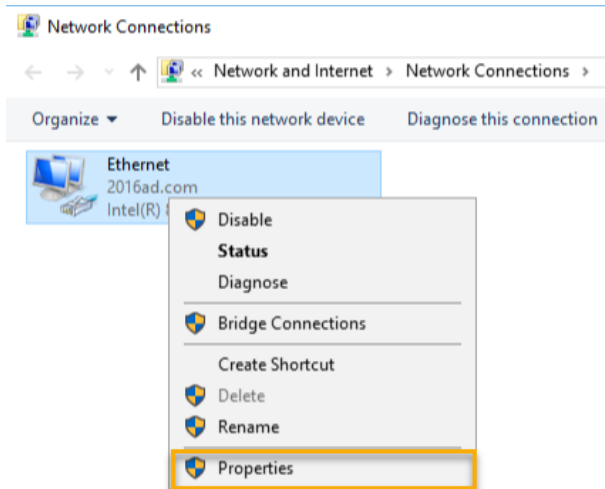 Network Connections
« Network and Internet > Network Connections >
Organize Disable this network device Diagnose this connection
Ethernet
2016ad.com
Intel(R)
Disable
Status
Diagnose
Bridge Connections
Create Shortcut
Delete
Rename
Properties